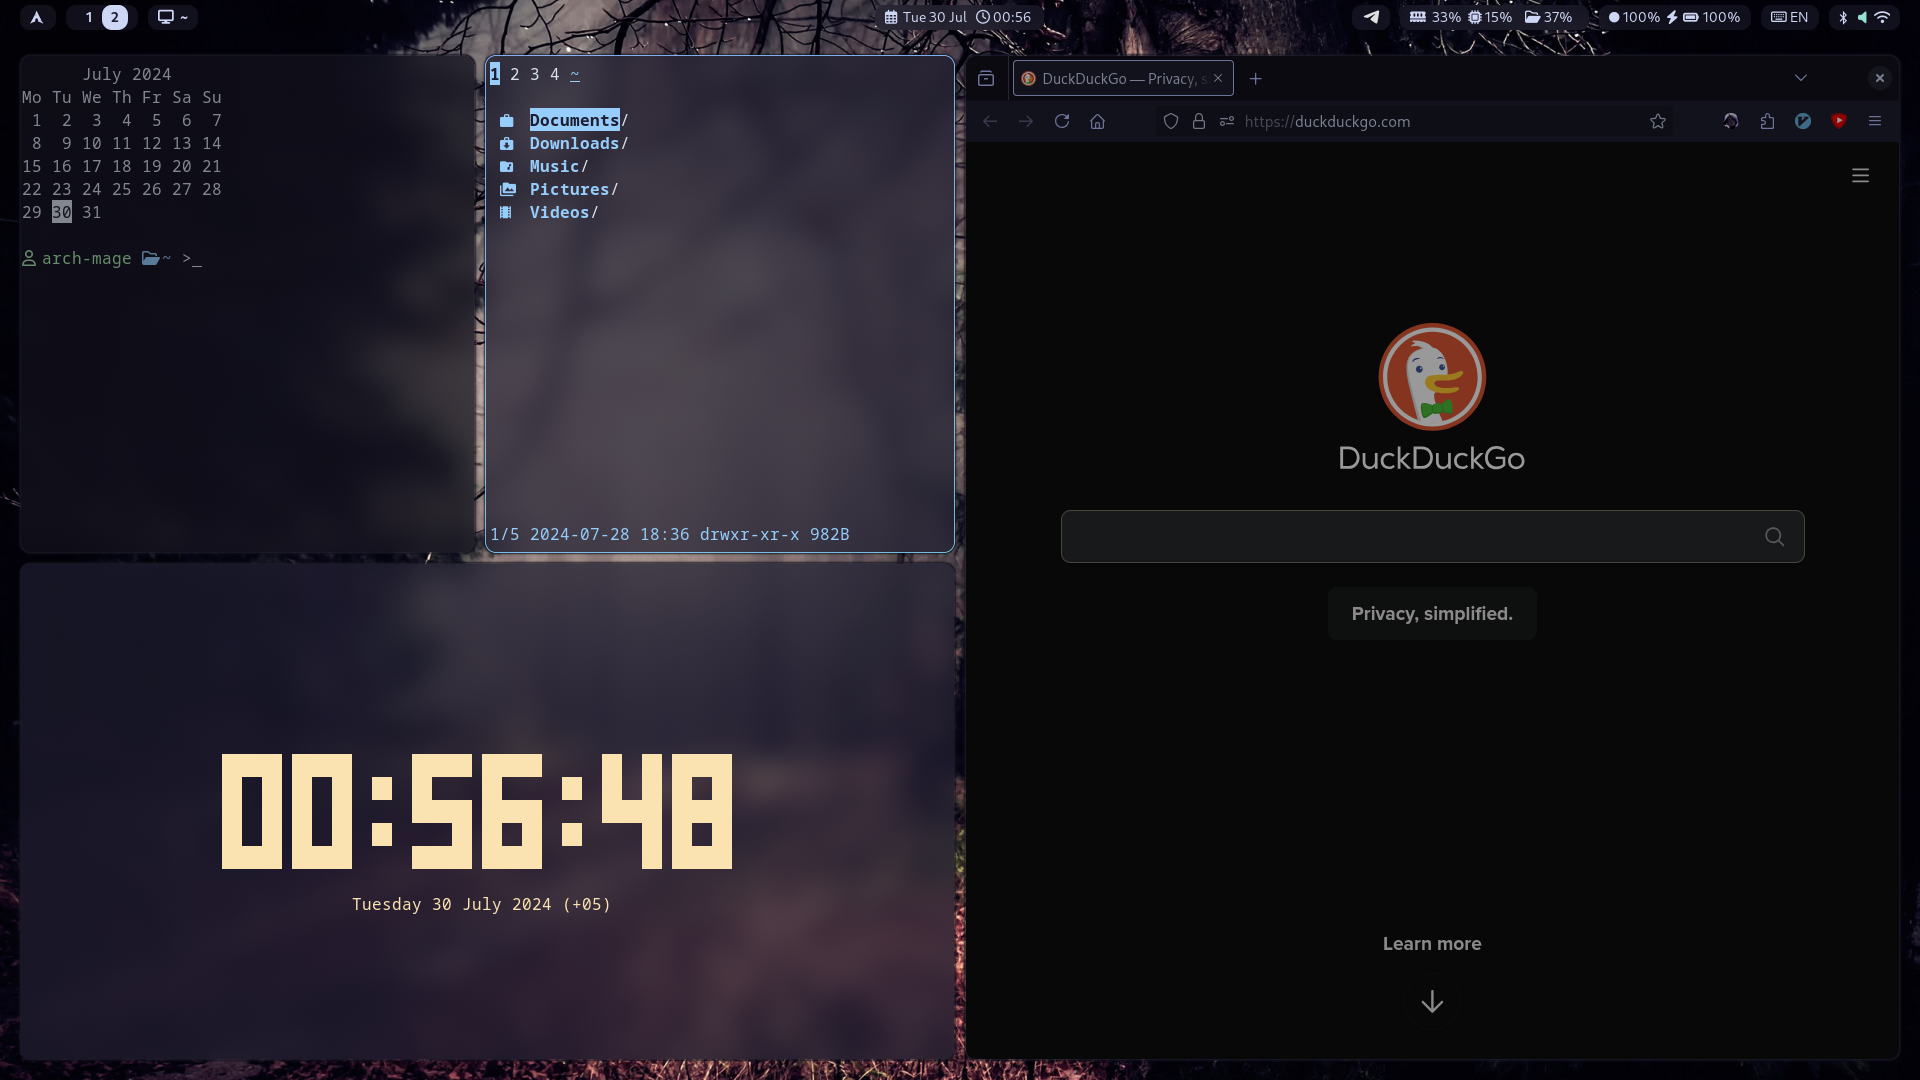 1 2 ~ Tue 30 Jul 00:56 33% 15% 37% 100% 100% EN
July 2024
Mo Tu We Th Fr Sa Su
1 2 3 4 5 6 7
8 9 10 11 12 13 14
15 16 17 18 19 20 21
22 23 24 25 26 27 28
29 30 31
arch-mage ~ >_
1 2 3 4 ~
Documents/
Downloads/
Music/
Pictures/
Videos/
1/5 2024-07-28 18:36 drwxr-xr-x 982B
00:56:48
Tuesday 30 July 2024 (+05)
DuckDuckGo — Privacy, s
https://duckduckgo.com
DuckDuckGo
Privacy, simplified.
Learn more